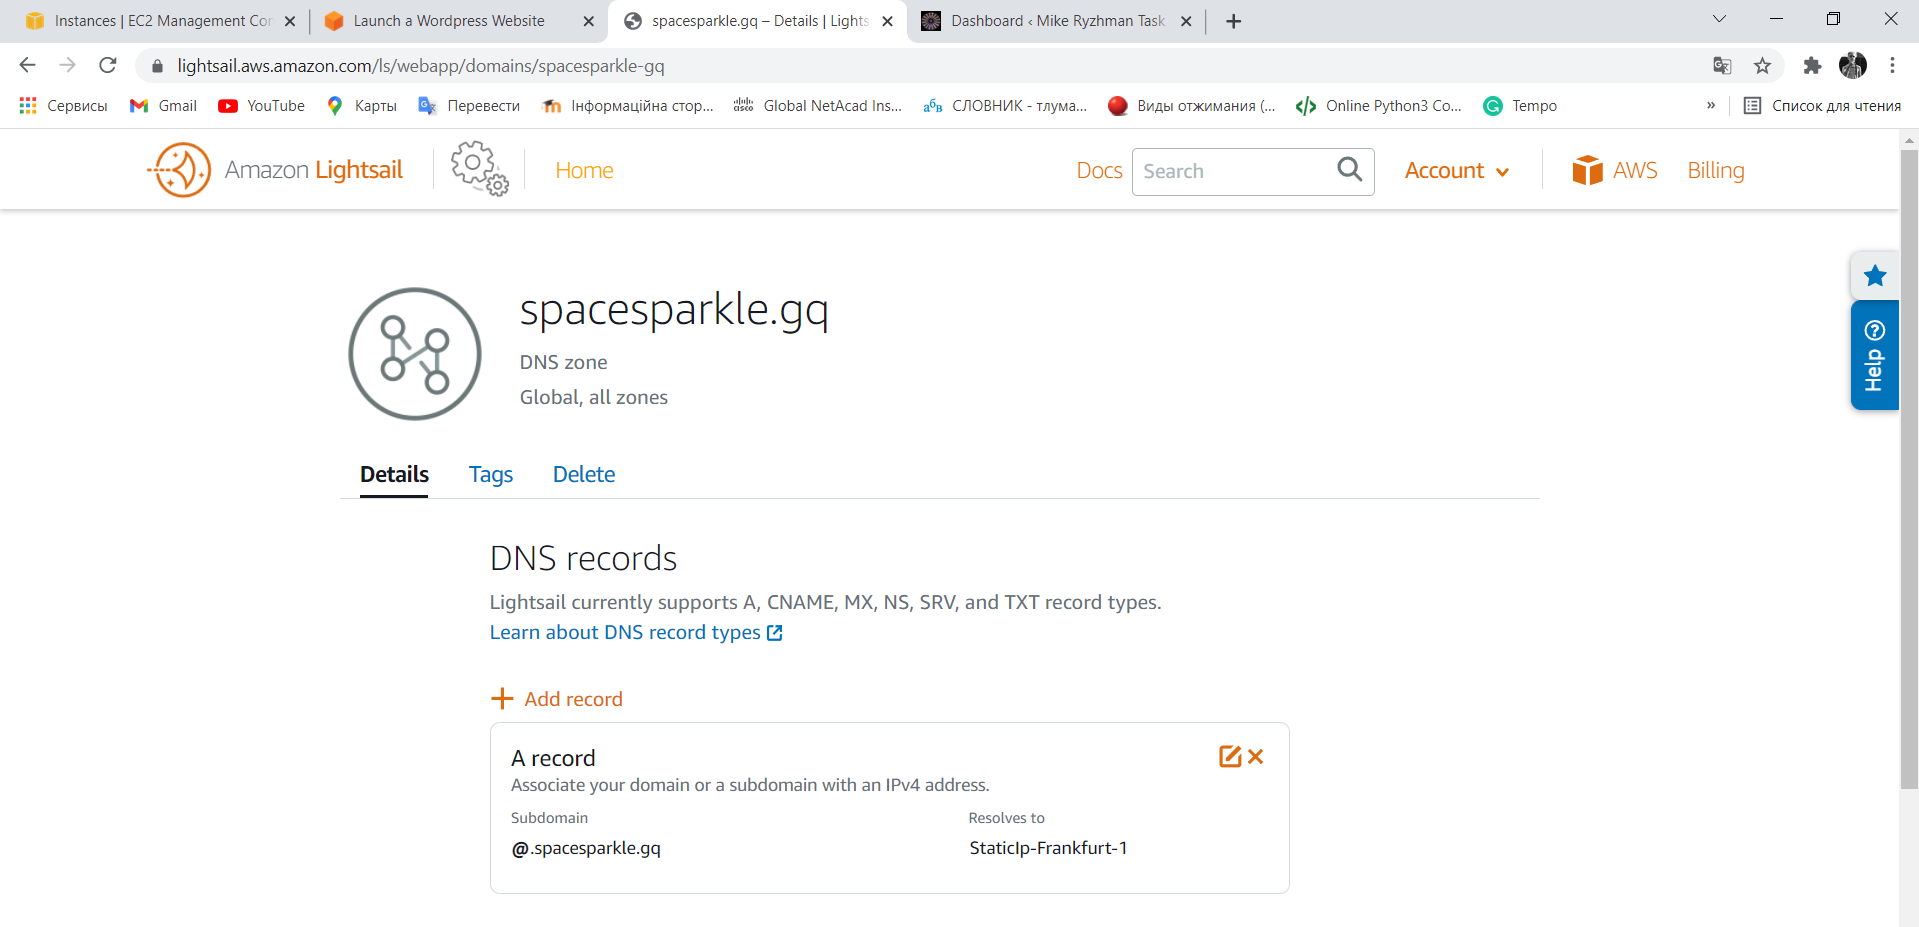 Instances | EC2 Management Con
Launch a Wordpress Website
spacesparkle.gq – Details | Lights
Dashboard ‹ Mike Ryzhman Task
lightsail.aws.amazon.com/ls/webapp/domains/spacesparkle-gq
Сервисы
Gmail
YouTube
Карты
Перевести
Інформаційна стор...
Global NetAcad Ins...
СЛОВНИК - тлума...
Виды отжимания (...
Online Python3 Co...
Tempo
»
Список для чтения
Amazon Lightsail
Home
Docs
Search
Account
AWS
Billing
spacesparkle.gq
DNS zone
Global, all zones
Help
Details
Tags
Delete
DNS records
Lightsail currently supports A, CNAME, MX, NS, SRV, and TXT record types.
Learn about DNS record types
+ Add record
A record
Associate your domain or a subdomain with an IPv4 address.
Subdomain
Resolves to
@.spacesparkle.gq
StaticIp-Frankfurt-1